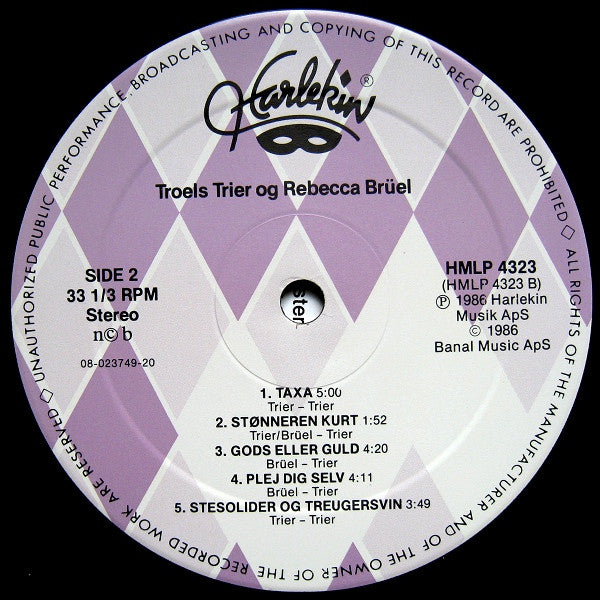 UNAUTHORIZED PUBLIC PERFORMANCE, BROADCASTING AND COPYING OF THIS RECORD ARE PROHIBITED ◇ ALL RIGHTS OF THE MANUFACTURER AND OF THE OWNER OF THE RECORDED WORK ARE RESERVED ◇
Harlekin®
Troels Trier og Rebecca Brüel
SIDE 2
33 1/3 RPM
Stereo
n©b
08-023749-20
ster
HMLP 4323
(HMLP 4323 B)
℗ 1986 Harlekin
Musik ApS
© 1986
Banal Music ApS
1. TAXA 5:00
Trier – Trier
2. STØNNEREN KURT 1:52
Trier/Brüel – Trier
3. GODS ELLER GULD 4:20
Brüel – Trier
4. PLEJ DIG SELV 4:11
Brüel – Trier
5. STESOLIDER OG TREUGERSVIN 3:49
Trier – Trier